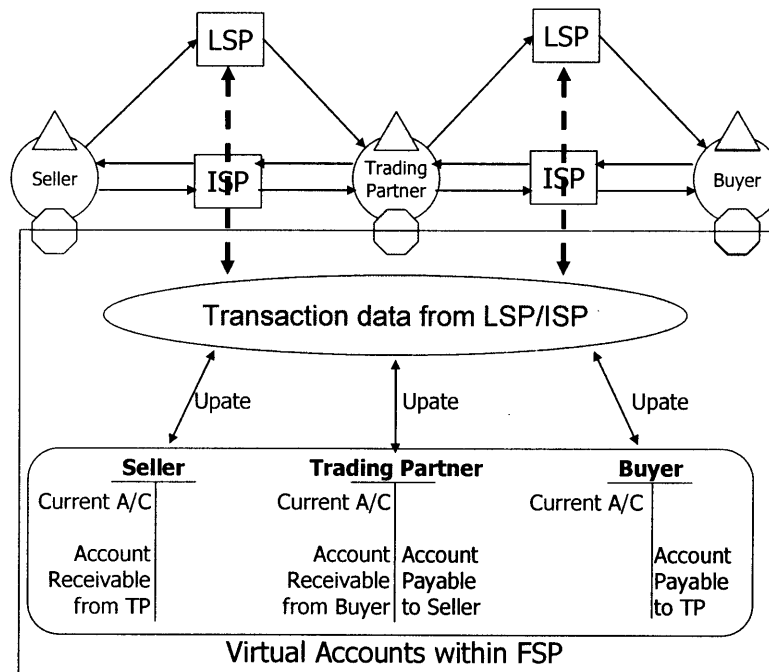 LSP
LSP
Seller
ISP
Trading
Partner
ISP
Buyer
Transaction data from LSP/ISP
Upate
Upate
Upate
Seller
Trading Partner
Buyer
Current A/C
Current A/C
Current A/C
Account
Receivable
from TP
Account
Receivable
from Buyer
Account
Payable
to Seller
Account
Payable
to TP
Virtual Accounts within FSP